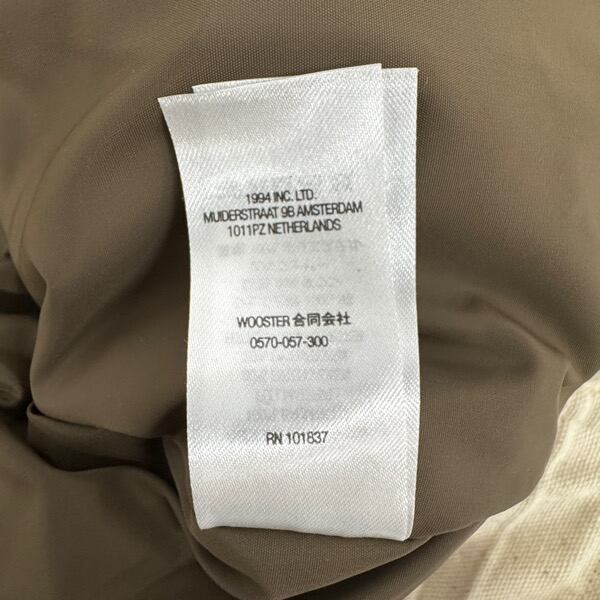 1994 INC. LTD.
MUIDERSTRAAT 9B AMSTERDAM
1011PZ NETHERLANDS
WOOSTER 合同会社
0570-057-300
RN 101837